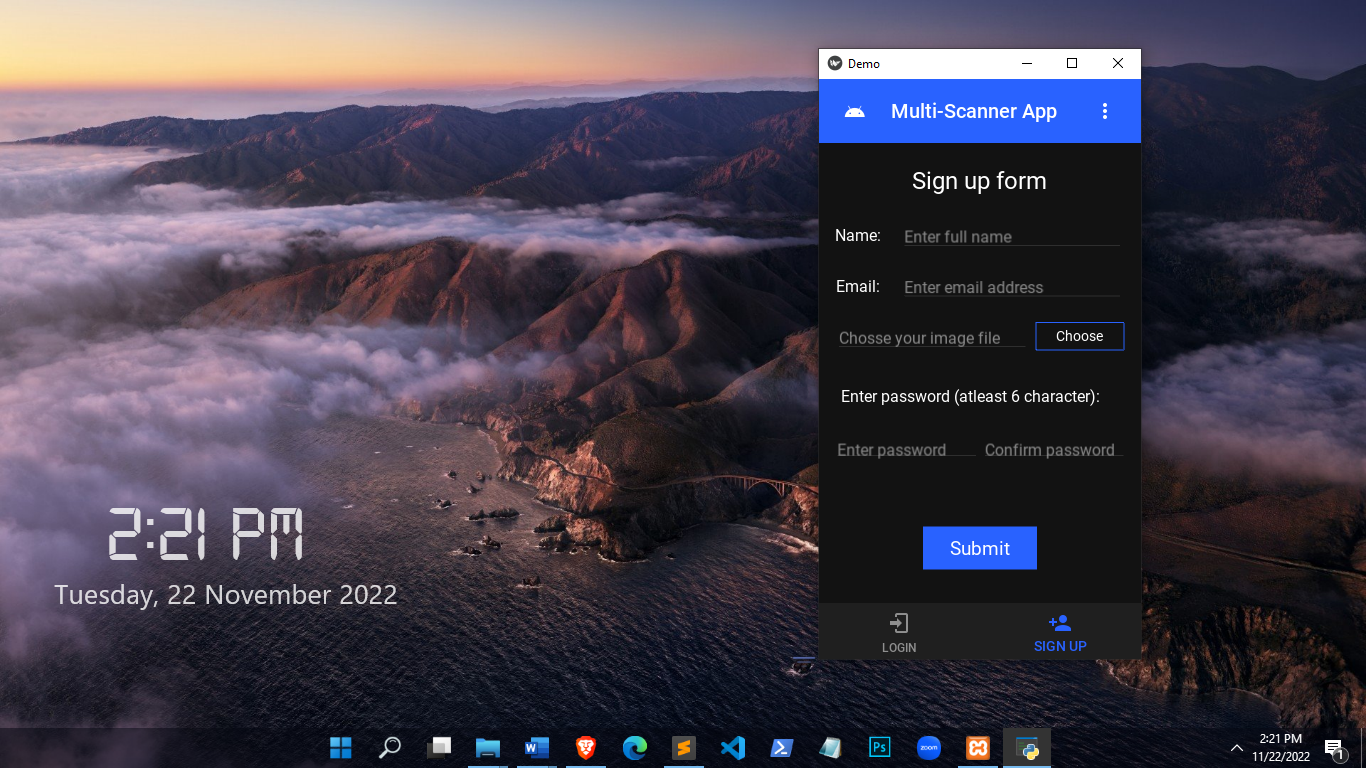 Demo
Multi-Scanner App
Sign up form
Name: Enter full name
Email: Enter email address
Choose your image file Choose
Enter password (atleast 6 character):
Enter password Confirm password
Submit
LOGIN SIGN UP
2:21 PM
Tuesday, 22 November 2022
W Ps zoom
2:21 PM
11/22/2022
1